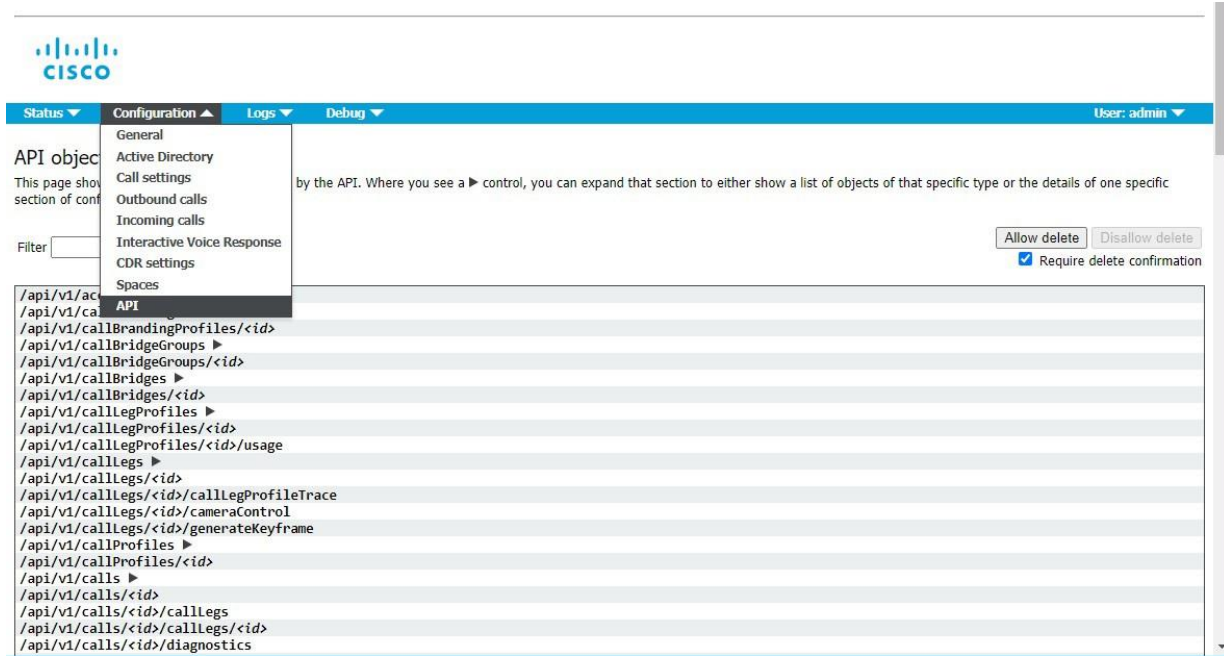 CISCO
Status ▼ Configuration ▲ Logs ▼ Debug ▼ User: admin ▼
General
Active Directory
Call settings
Outbound calls
Incoming calls
Interactive Voice Response
CDR settings
Spaces
API
API objec
This page show by the API. Where you see a ► control, you can expand that section to either show a list of objects of that specific type or the details of one specific
section of conf
Filter
Allow delete Disallow delete
Require delete confirmation
/api/v1/ac
/api/v1/ca
/api/v1/callBrandingProfiles/<id>
/api/v1/callBridgeGroups ►
/api/v1/callBridgeGroups/<id>
/api/v1/callBridges ►
/api/v1/callBridges/<id>
/api/v1/callLegProfiles ►
/api/v1/callLegProfiles/<id>
/api/v1/callLegProfiles/<id>/usage
/api/v1/callLegs ►
/api/v1/callLegs/<id>
/api/v1/callLegs/<id>/callLegProfileTrace
/api/v1/callLegs/<id>/cameraControl
/api/v1/callLegs/<id>/generateKeyframe
/api/v1/callProfiles ►
/api/v1/callProfiles/<id>
/api/v1/calls ►
/api/v1/calls/<id>
/api/v1/calls/<id>/callLegs
/api/v1/calls/<id>/callLegs/<id>
/api/v1/calls/<id>/diagnostics